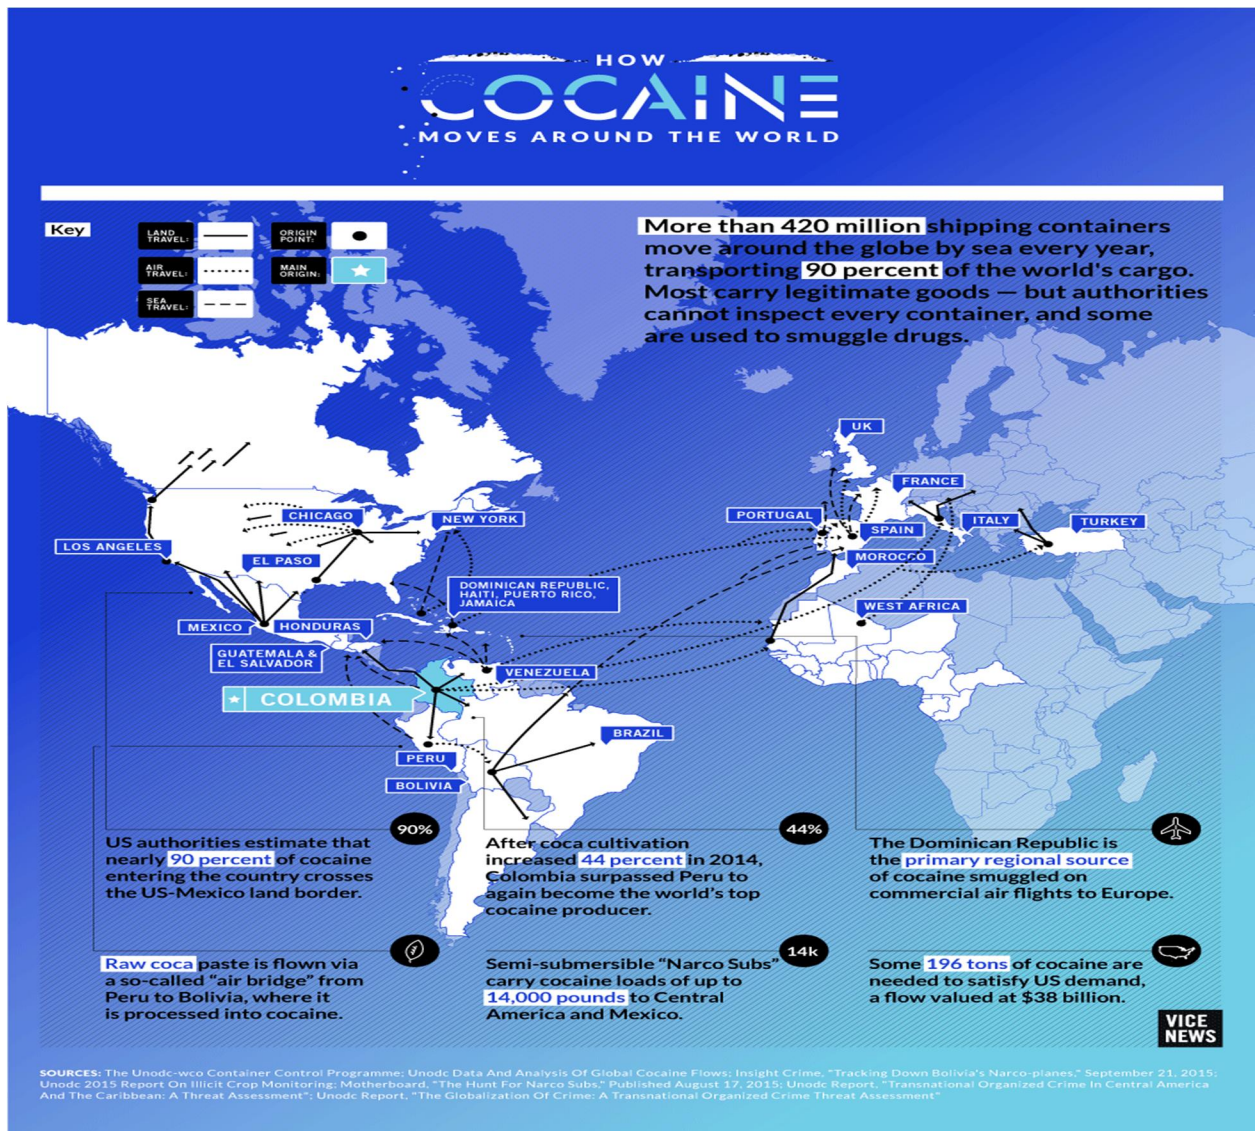 HOW
COCAINE
MOVES AROUND THE WORLD
Key
LAND
TRAVEL:
ORIGIN
POINT:
AIR
TRAVEL:
MAIN
ORIGIN:
SEA
TRAVEL:
More than 420 million shipping containers
move around the globe by sea every year,
transporting 90 percent of the world's cargo.
Most carry legitimate goods — but authorities
cannot inspect every container, and some
are used to smuggle drugs.
UK
FRANCE
CHICAGO
NEW YORK
PORTUGAL
SPAIN
ITALY
TURKEY
LOS ANGELES
EL PASO
MOROCCO
DOMINICAN REPUBLIC,
HAITI, PUERTO RICO,
JAMAICA
WEST AFRICA
MEXICO
HONDURAS
GUATEMALA &
EL SALVADOR
VENEZUELA
COLOMBIA
BRAZIL
PERU
BOLIVIA
90%
US authorities estimate that
nearly 90 percent of cocaine
entering the country crosses
the US-Mexico land border.
44%
After coca cultivation
increased 44 percent in 2014,
Colombia surpassed Peru to
again become the world's top
cocaine producer.
The Dominican Republic is
the primary regional source
of cocaine smuggled on
commercial air flights to Europe.
Raw coca paste is flown via
a so-called "air bridge" from
Peru to Bolivia, where it
is processed into cocaine.
14k
Semi-submersible "Narco Subs"
carry cocaine loads of up to
14,000 pounds to Central
America and Mexico.
Some 196 tons of cocaine are
needed to satisfy US demand,
a flow valued at $38 billion.
VICE
NEWS
SOURCES: The Unodc-wco Container Control Programme; Unodc Data And Analysis Of Global Cocaine Flows; Insight Crime, "Tracking Down Bolivia's Narco-planes," September 21, 2015;
Unodc 2015 Report On Illicit Crop Monitoring; Motherboard, "The Hunt For Narco Subs," Published August 17, 2015; Unodc Report, "Transnational Organized Crime In Central America
And The Caribbean: A Threat Assessment"; Unodc Report, "The Globalization Of Crime: A Transnational Organized Crime Threat Assessment"